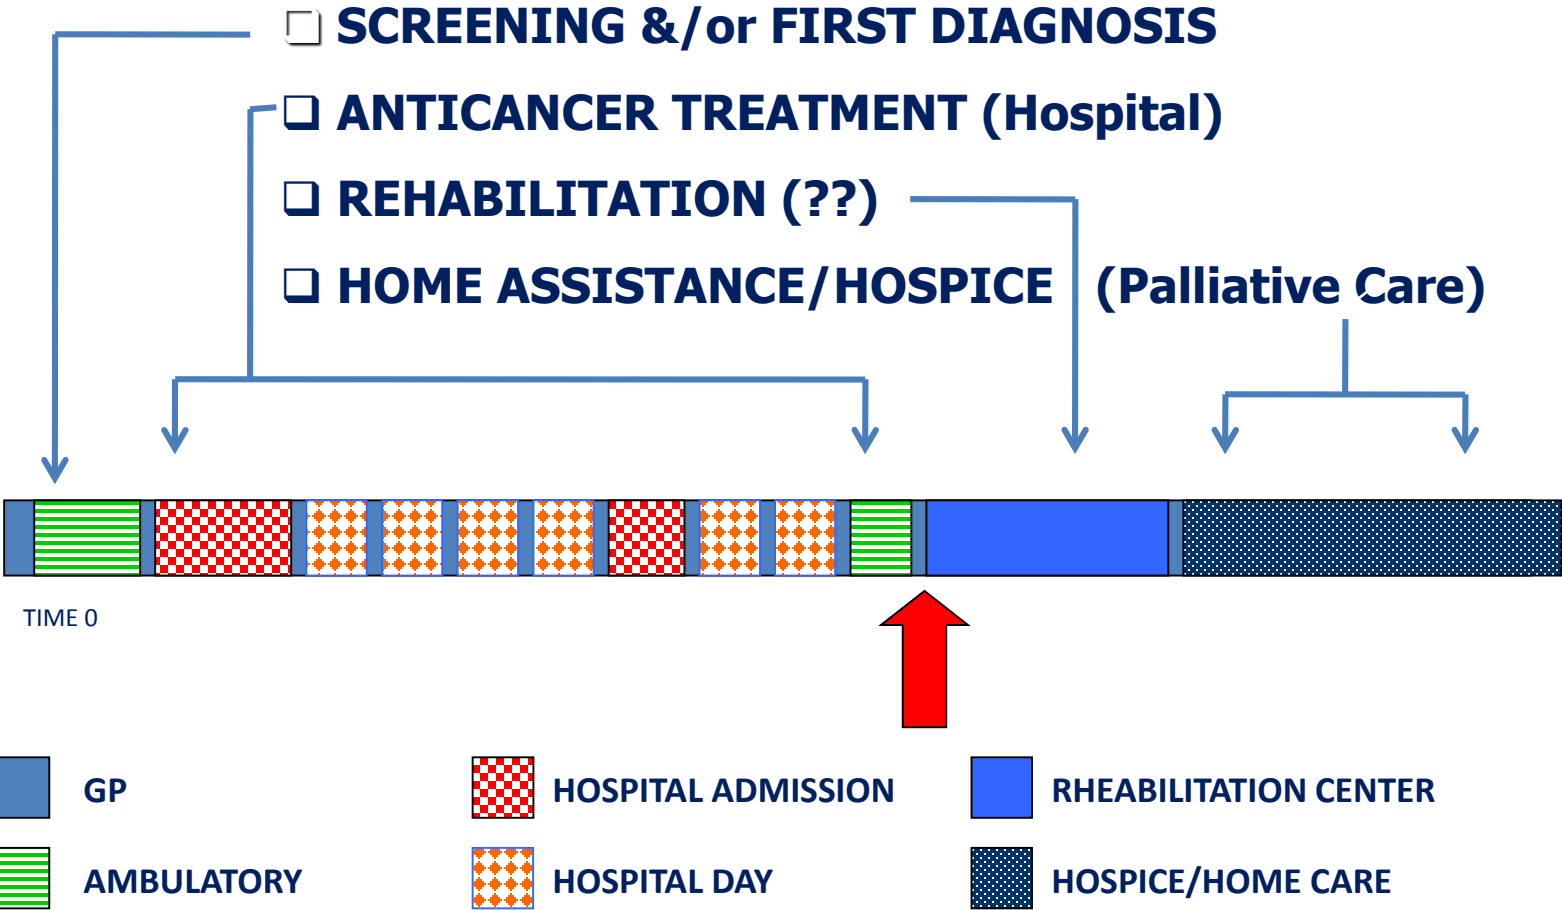 SCREENING &/or FIRST DIAGNOSIS
ANTICANCER TREATMENT (Hospital)
REHABILITATION (??)
HOME ASSISTANCE/HOSPICE (Palliative Care)
TIME 0
GP
HOSPITAL ADMISSION
RHEABILITATION CENTER
AMBULATORY
HOSPITAL DAY
HOSPICE/HOME CARE